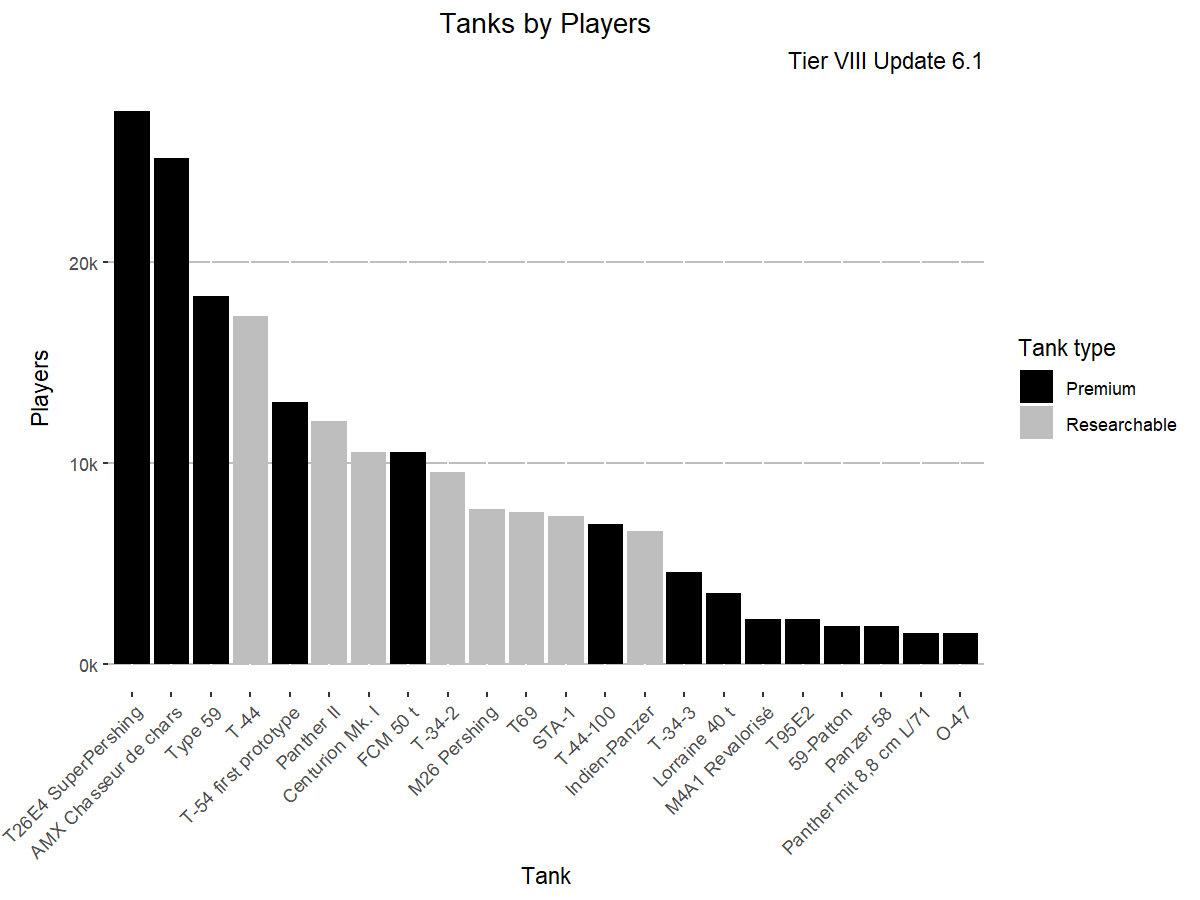 Tanks by Players
Tier VIII Update 6.1
20k
10k
0k
Players
T26E4 SuperPershing
AMX Chasseur de chars
Type 59
T-44
T-54 first prototype
Panther II
Centurion Mk. I
FCM 50 t
T-34-2
M26 Pershing
T69
STA-1
T-44-100
Indien-Panzer
T-34-3
Lorraine 40 t
M4A1 Revalorisé
T95E2
59-Patton
Panzer 58
Panther mit 8,8 cm L/71
O-47
Tank
Tank type
Premium
Researchable